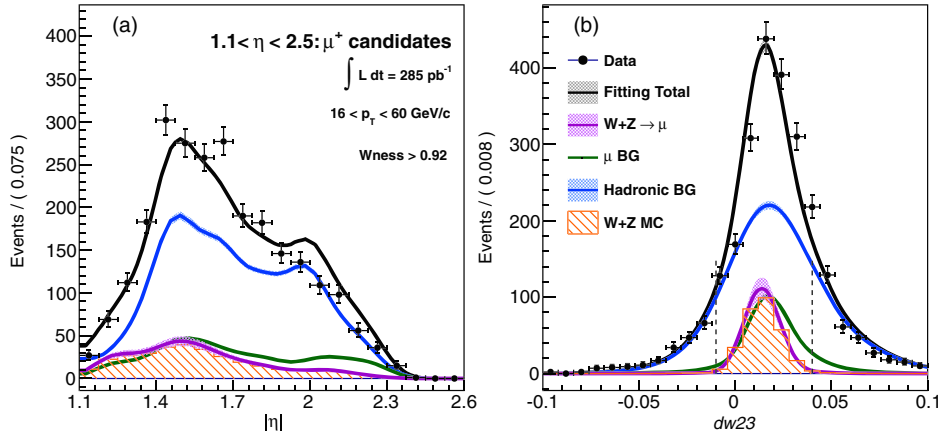 (a)
1.1< η < 2.5: μ⁺ candidates
∫ L dt = 285 pb⁻¹
16 < p_T < 60 GeV/c
Wness > 0.92
Events / ( 0.075 )
400
350
300
250
200
150
100
50
0
1.1 1.4 1.7 2 2.3 2.6
|η|
(b)
Data
Fitting Total
W+Z → μ
μ BG
Hadronic BG
W+Z MC
Events / ( 0.008 )
400
300
200
100
0
-0.1 -0.05 0 0.05 0.1
dw23